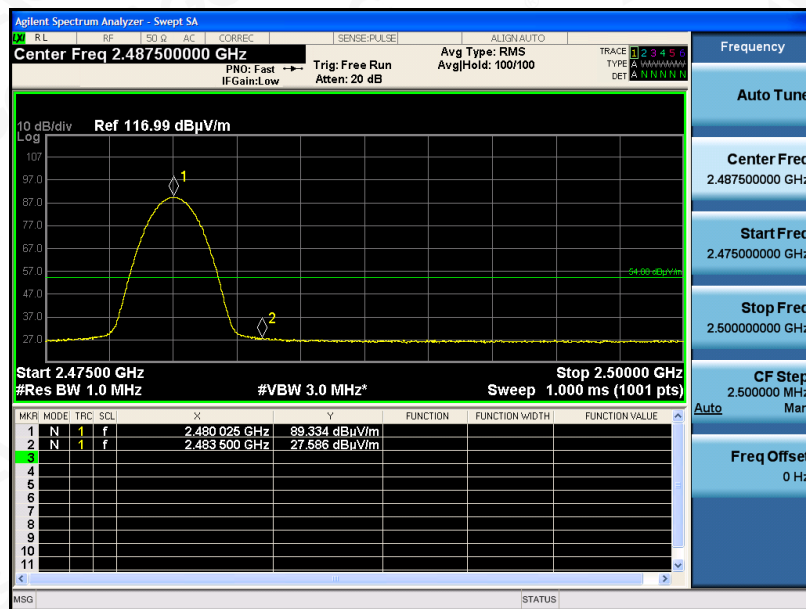 Agilent Spectrum Analyzer - Swept SA
LXI RL RF 50 Ω AC CORREC SENSE:PULSE ALIGN AUTO
Center Freq 2.487500000 GHz
PNO: Fast
IFGain:Low
Trig: Free Run
Atten: 20 dB
Avg Type: RMS
Avg|Hold: 100/100
TRACE 1 2 3 4 5 6
TYPE A WWWWW
DET A N N N N N
10 dB/div Ref 116.99 dBµV/m
Log
107
97.0
87.0
77.0
67.0
57.0
47.0
37.0
27.0
1
2
54.00 dBµV/m
Start 2.47500 GHz Stop 2.50000 GHz
#Res BW 1.0 MHz #VBW 3.0 MHz* Sweep 1.000 ms (1001 pts)
MKR MODE TRC SCL X Y FUNCTION FUNCTION WIDTH FUNCTION VALUE
1 N 1 f 2.480 025 GHz 89.334 dBµV/m
2 N 1 f 2.483 500 GHz 27.586 dBµV/m
3
4
5
6
7
8
9
10
11
MSG STATUS
Frequency
Auto Tune
Center Freq
2.487500000 GHz
Start Freq
2.475000000 GHz
Stop Freq
2.500000000 GHz
CF Step
2.500000 MHz
Auto Man
Freq Offset
0 Hz